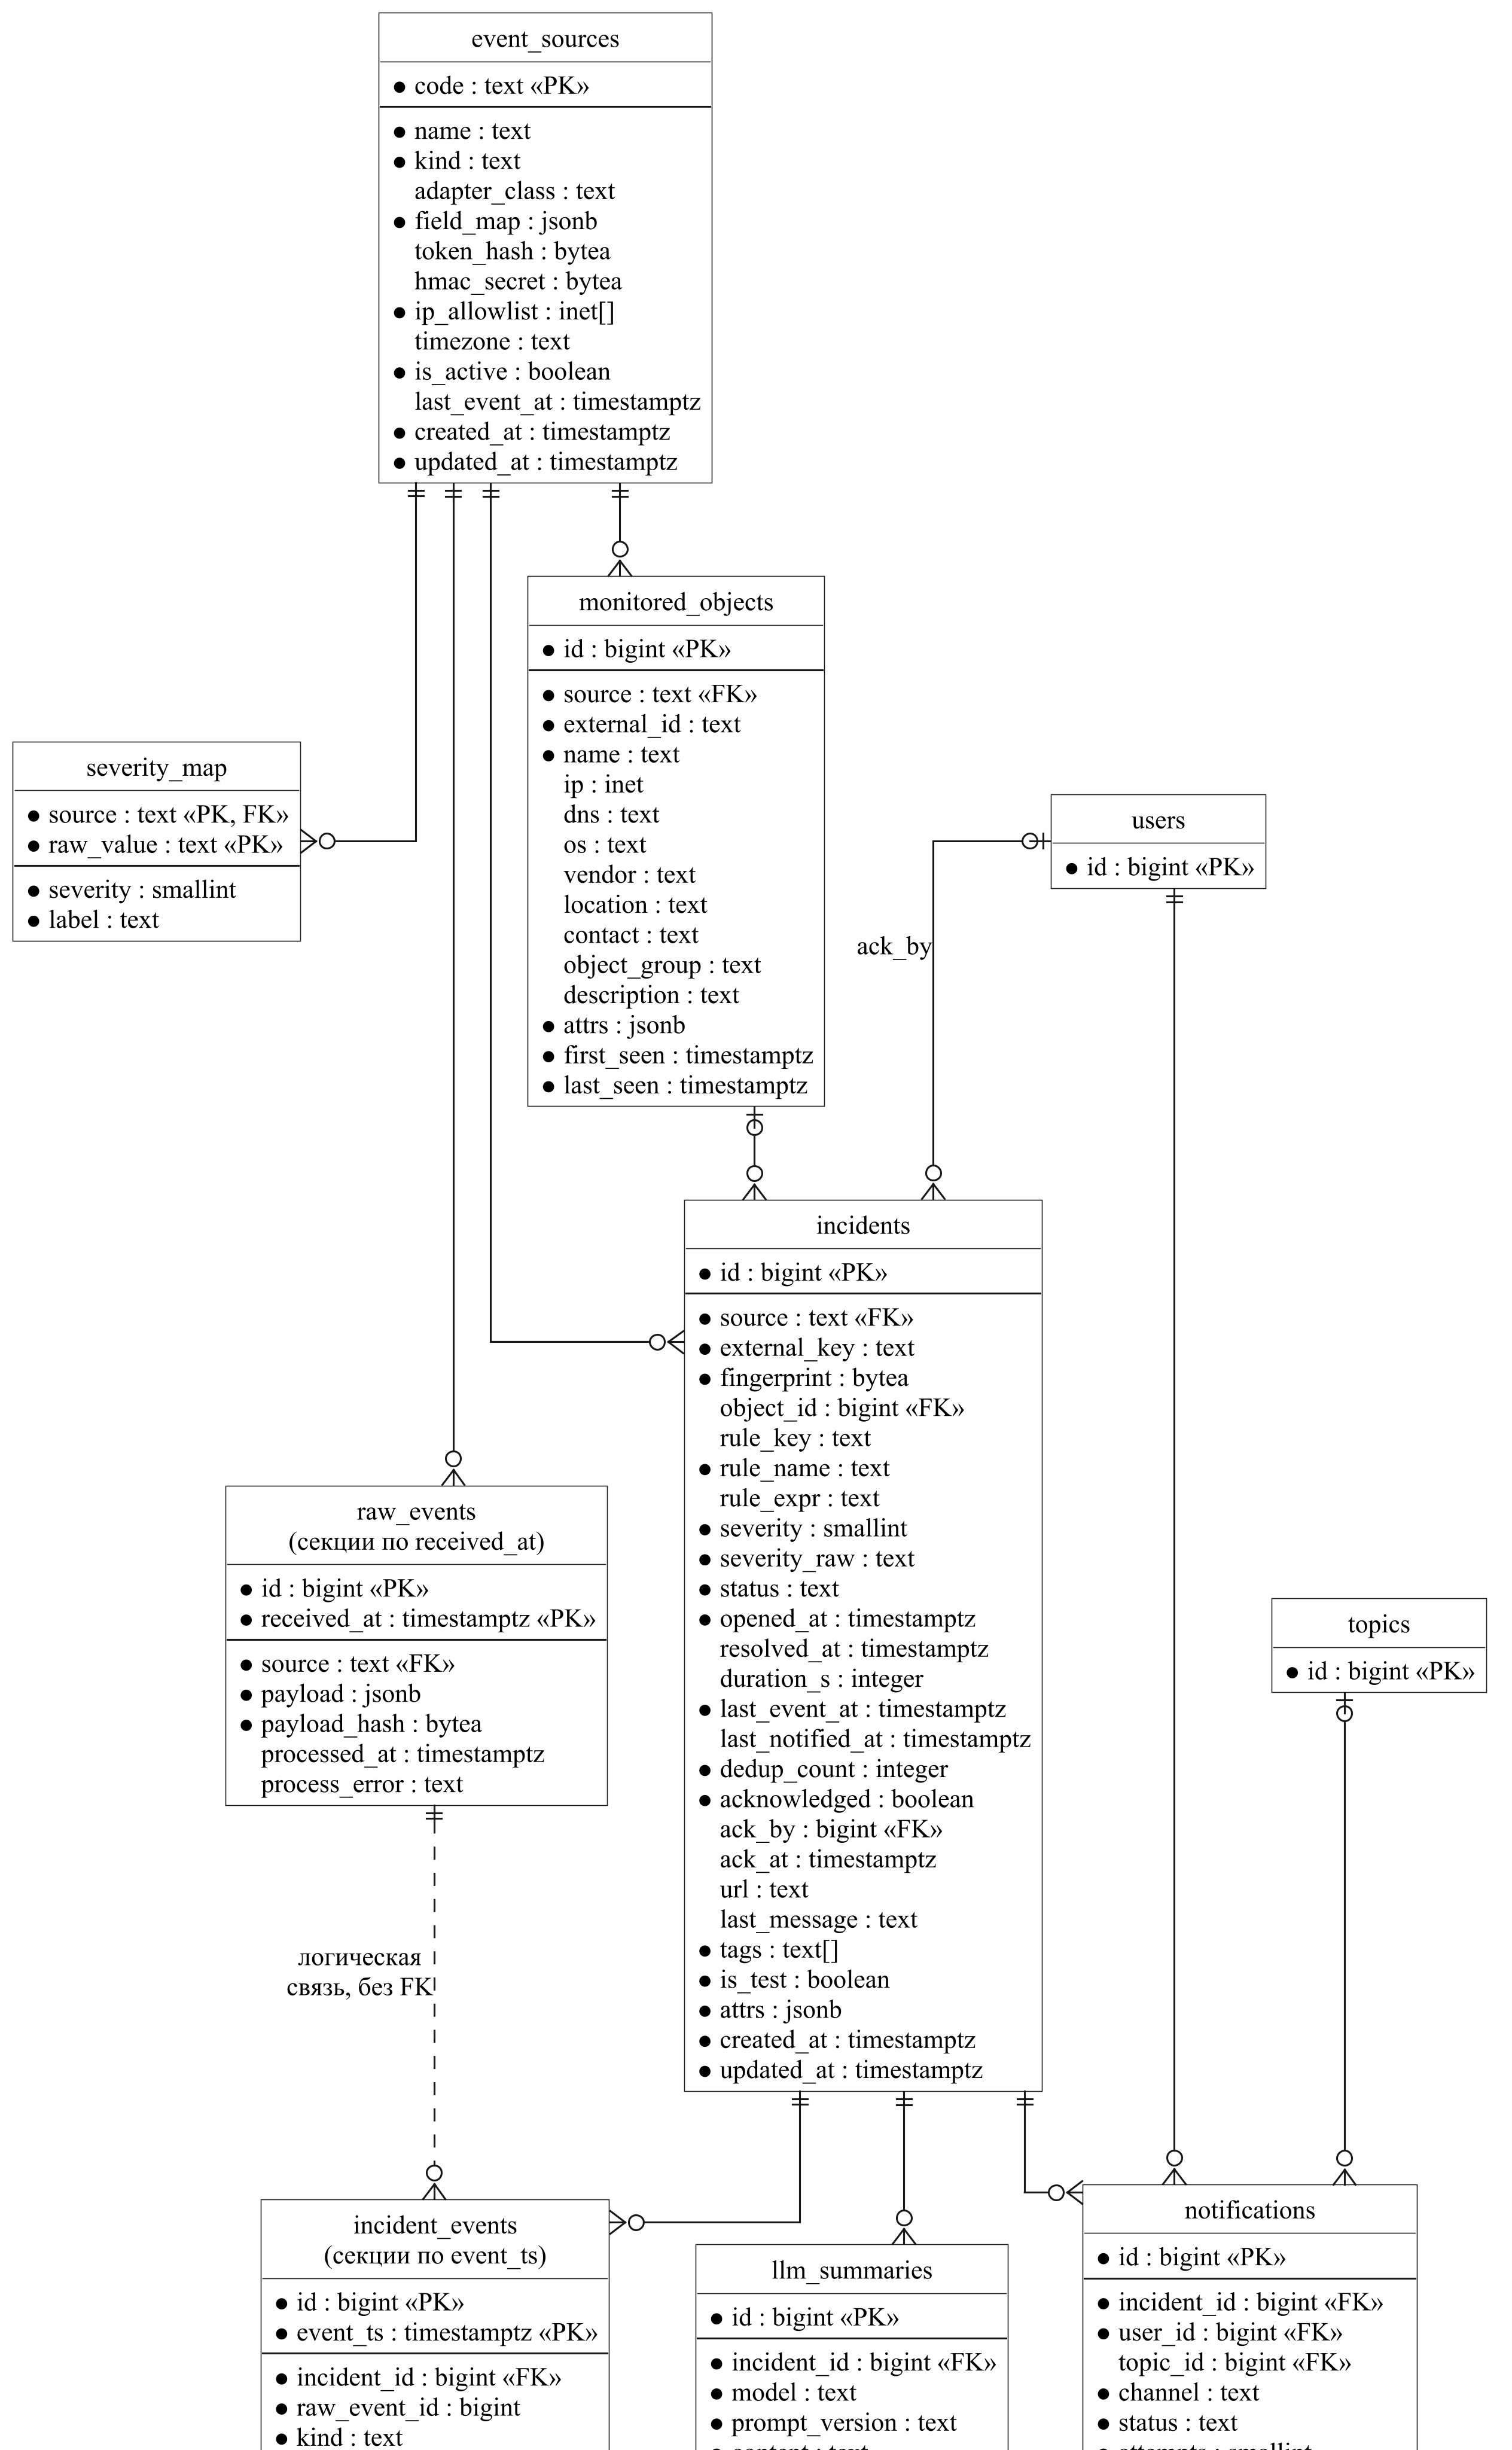 event_sources
● code : text «PK»
● name : text
● kind : text
adapter_class : text
● field_map : jsonb
token_hash : bytea
hmac_secret : bytea
● ip_allowlist : inet[]
timezone : text
● is_active : boolean
last_event_at : timestamptz
● created_at : timestamptz
● updated_at : timestamptz
monitored_objects
● id : bigint «PK»
● source : text «FK»
● external_id : text
● name : text
ip : inet
dns : text
os : text
vendor : text
location : text
contact : text
object_group : text
description : text
● attrs : jsonb
● first_seen : timestamptz
● last_seen : timestamptz
severity_map
● source : text «PK, FK»
● raw_value : text «PK»
● severity : smallint
● label : text
users
● id : bigint «PK»
ack_by
incidents
● id : bigint «PK»
● source : text «FK»
● external_key : text
● fingerprint : bytea
object_id : bigint «FK»
rule_key : text
● rule_name : text
rule_expr : text
● severity : smallint
● severity_raw : text
● status : text
● opened_at : timestamptz
resolved_at : timestamptz
duration_s : integer
● last_event_at : timestamptz
last_notified_at : timestamptz
● dedup_count : integer
● acknowledged : boolean
ack_by : bigint «FK»
ack_at : timestamptz
url : text
last_message : text
● tags : text[]
● is_test : boolean
● attrs : jsonb
● created_at : timestamptz
● updated_at : timestamptz
raw_events
(секции по received_at)
● id : bigint «PK»
● received_at : timestamptz «PK»
● source : text «FK»
● payload : jsonb
● payload_hash : bytea
processed_at : timestamptz
process_error : text
topics
● id : bigint «PK»
логическая
связь, без FK
incident_events
(секции по event_ts)
● id : bigint «PK»
● event_ts : timestamptz «PK»
● incident_id : bigint «FK»
● raw_event_id : bigint
● kind : text
llm_summaries
● id : bigint «PK»
● incident_id : bigint «FK»
● model : text
● prompt_version : text
notifications
● id : bigint «PK»
● incident_id : bigint «FK»
● user_id : bigint «FK»
topic_id : bigint «FK»
● channel : text
● status : text